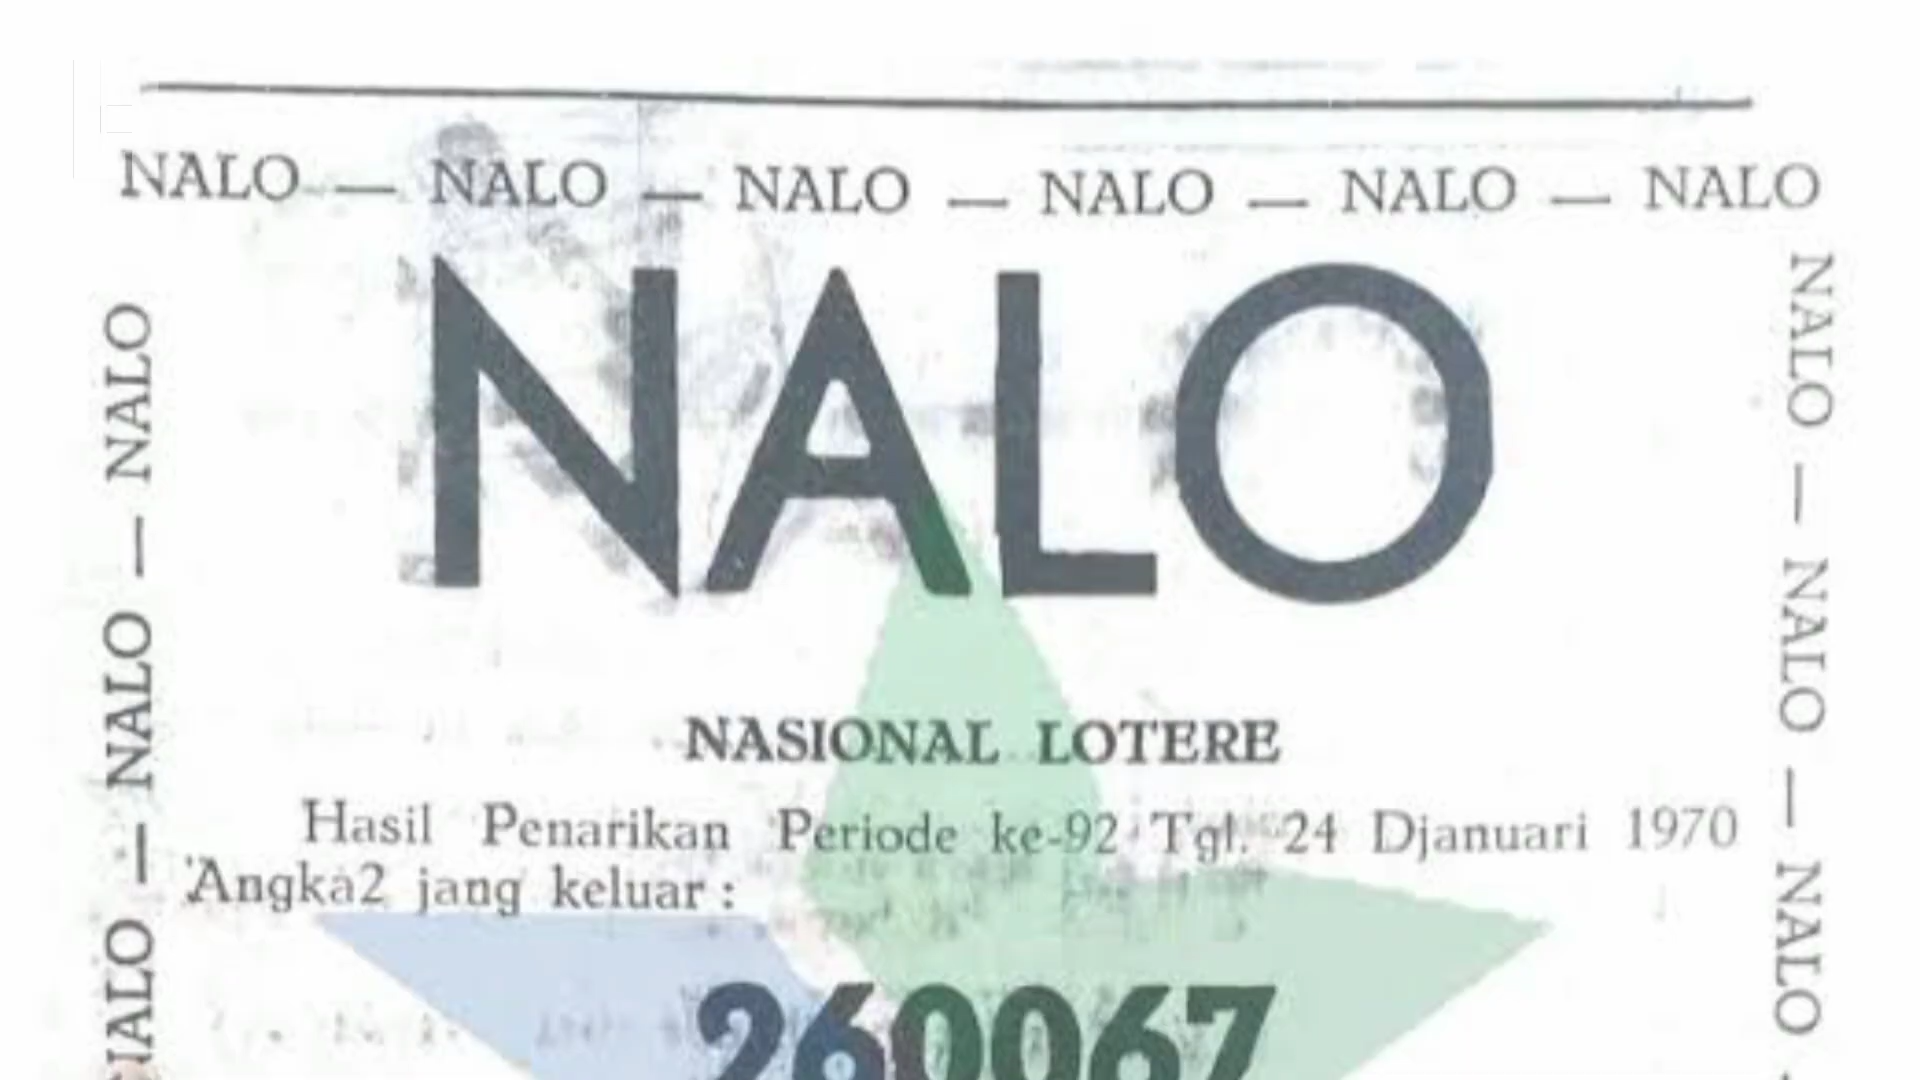 NALO — NALO — NALO — NALO — NALO — NALO
NALO
NASIONAL LOTERE
Hasil Penarikan Periode ke-92 Tgl. 24 Djanuari 1970
Angka2 jang keluar :
260067
NALO — NALO — NALO
NALO — NALO — NALO